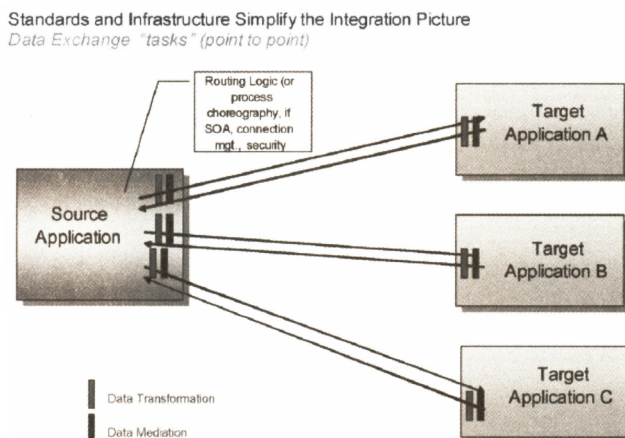 Standards and Infrastructure Simplify the Integration Picture
Data Exchange "tasks" (point to point)
Routing Logic (or
process
choreography, if
SOA, connection
mgt., security
Target
Application A
Source
Application
Target
Application B
Target
Application C
Data Transformation
Data Mediation